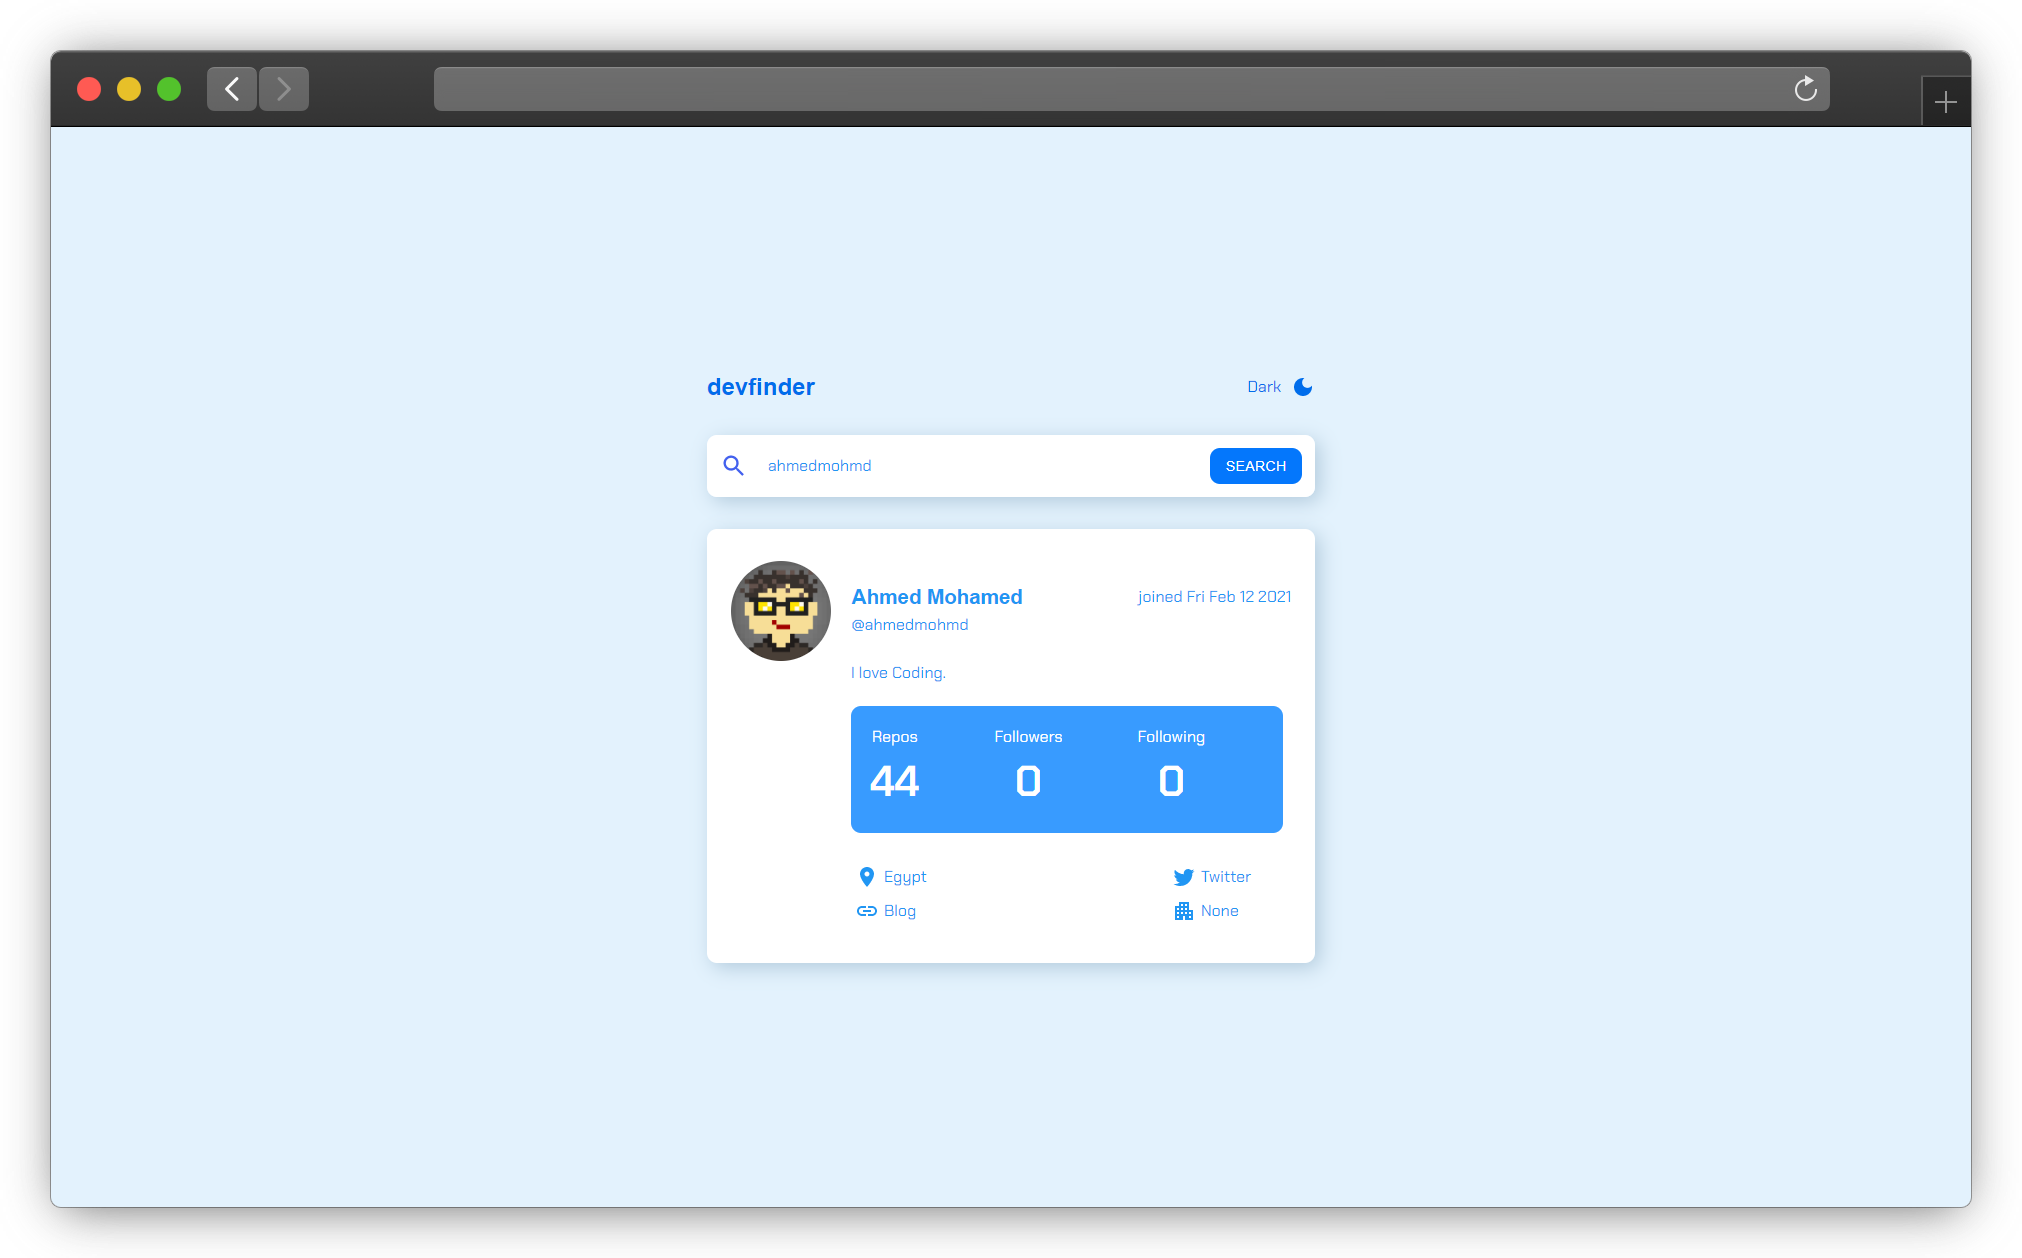 devfinder
Dark
ahmedmohmd
SEARCH
Ahmed Mohamed
joined Fri Feb 12 2021
@ahmedmohmd
I love Coding.
Repos Followers Following
44 0 0
Egypt Twitter
Blog None